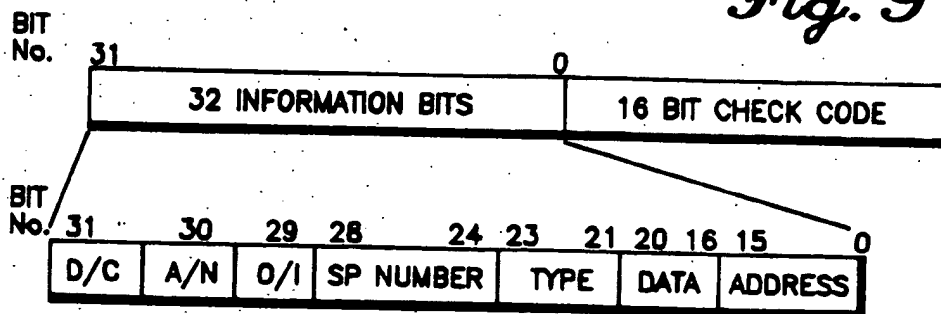 Fig. 9
BIT
No. 31 0
32 INFORMATION BITS 16 BIT CHECK CODE
BIT
No. 31 30 29 28 24 23 21 20 16 15 0
D/C A/N O/I SP NUMBER TYPE DATA ADDRESS